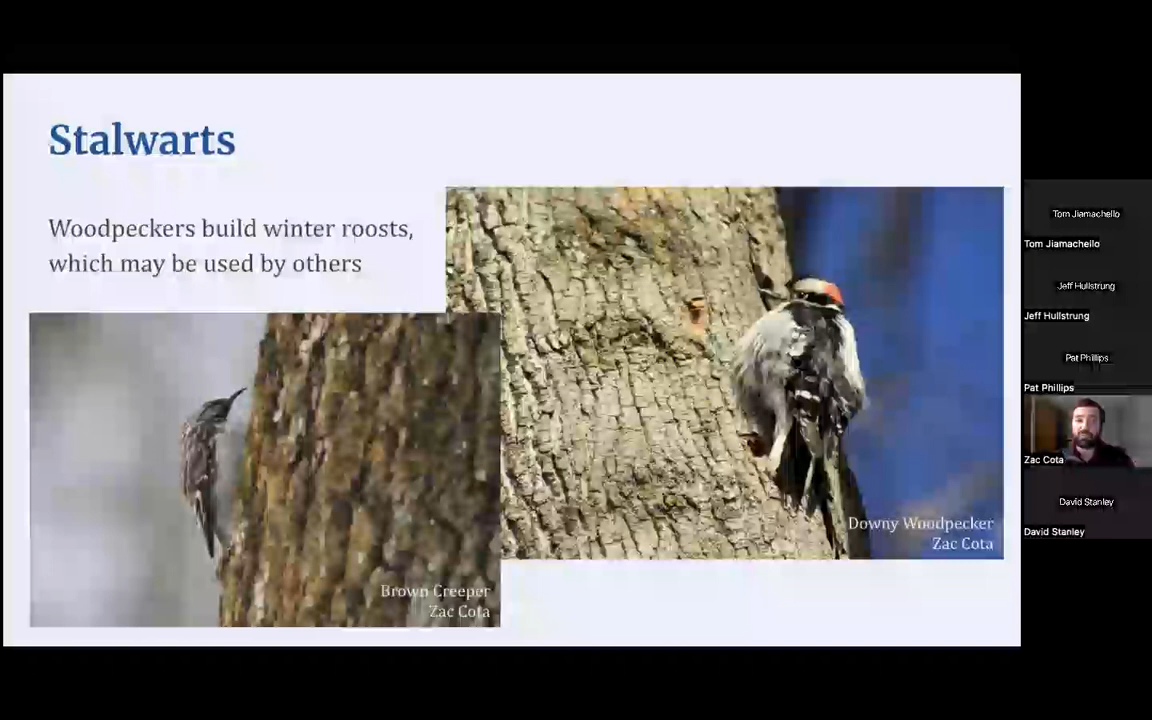 Stalwarts
Woodpeckers build winter roosts,
which may be used by others
Downy Woodpecker
Zac Cota
Brown Creeper
Zac Cota
Tom Jiamachello
Tom Jiamachello
Jeff Hullstrung
Jeff Hullstrung
Pat Phillips
Pat Phillips
Zac Cota
David Stanley
David Stanley